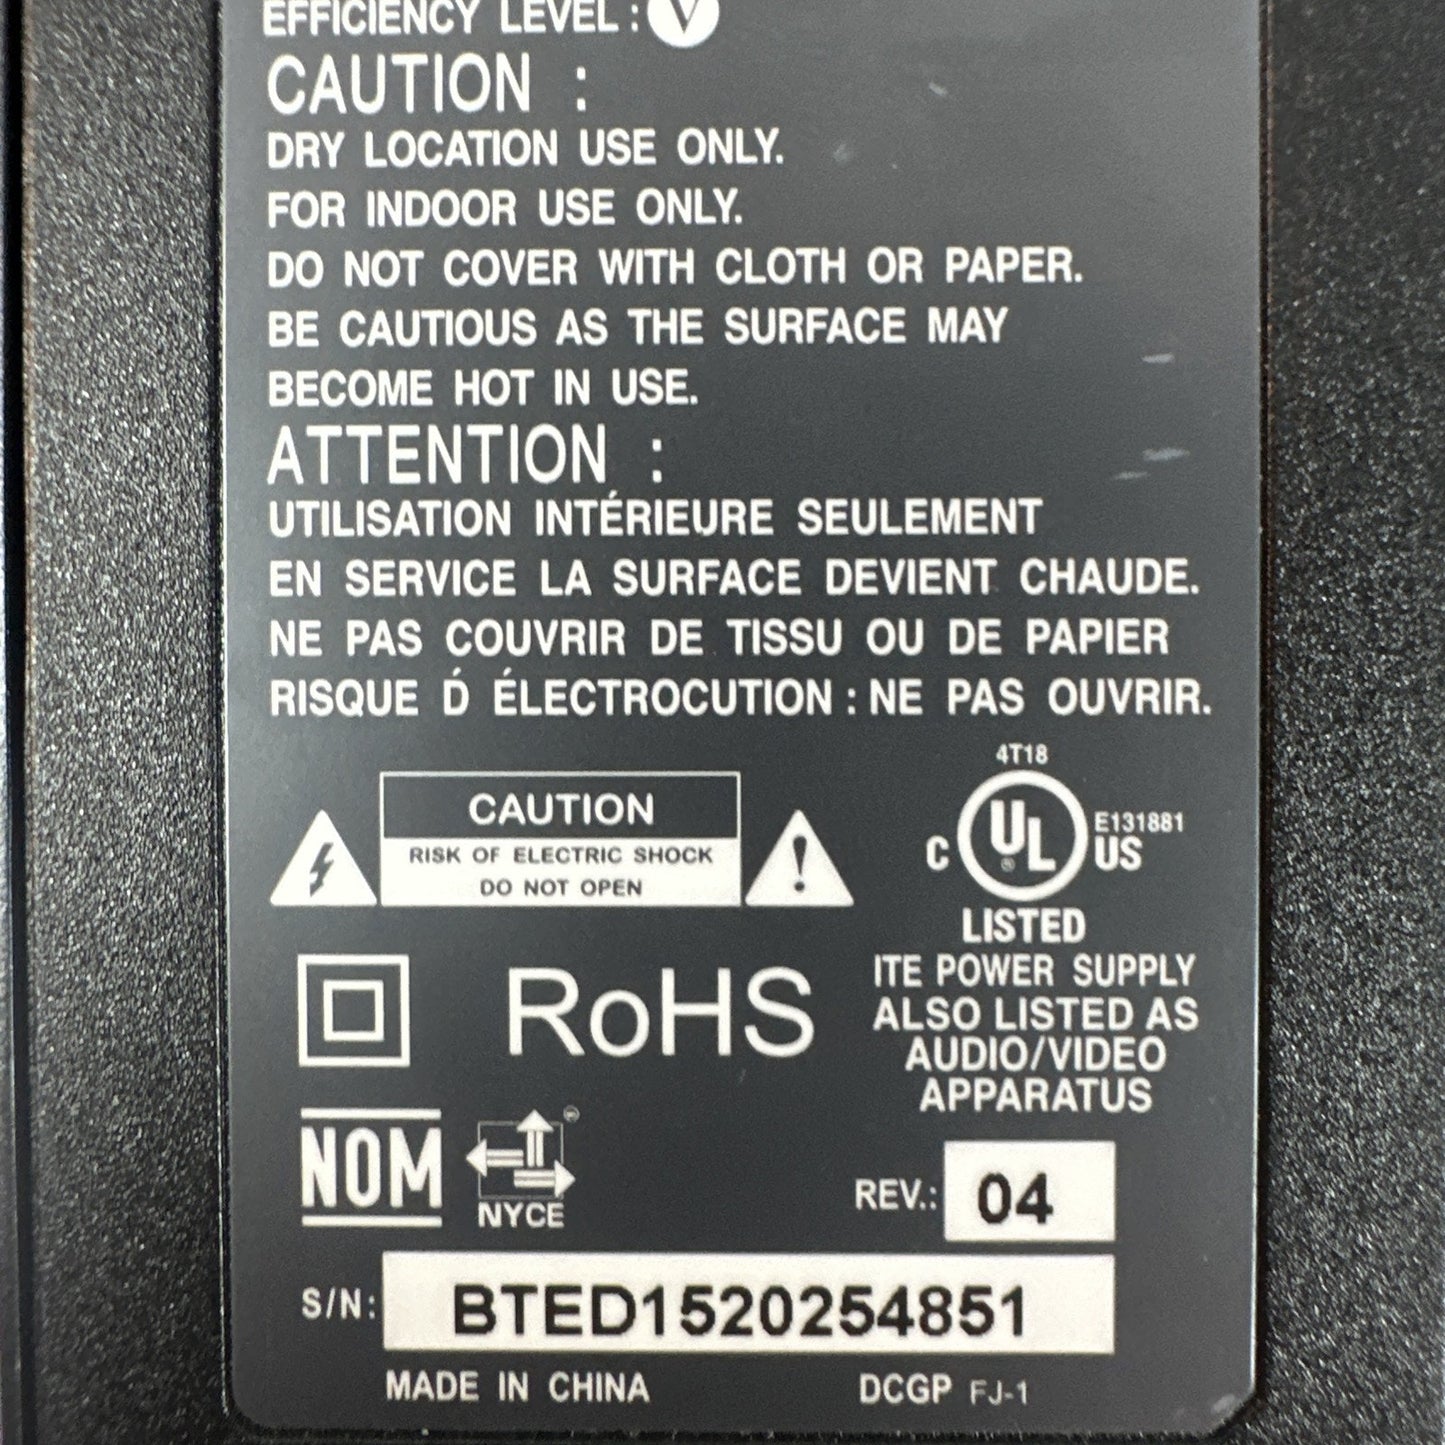 EFFICIENCY LEVEL : V
CAUTION :
DRY LOCATION USE ONLY.
FOR INDOOR USE ONLY.
DO NOT COVER WITH CLOTH OR PAPER.
BE CAUTIOUS AS THE SURFACE MAY
BECOME HOT IN USE.
ATTENTION :
UTILISATION INTÉRIEURE SEULEMENT
EN SERVICE LA SURFACE DEVIENT CHAUDE.
NE PAS COUVRIR DE TISSU OU DE PAPIER
RISQUE D́ ÉLECTROCUTION : NE PAS OUVRIR.
CAUTION
RISK OF ELECTRIC SHOCK
DO NOT OPEN
4T18
C UL ® US
E131881
LISTED
ITE POWER SUPPLY
ALSO LISTED AS
AUDIO/VIDEO
APPARATUS
RoHS
NOM
NYCE
REV.: 04
S/N: BTED1520254851
MADE IN CHINA
DCGP FJ-1